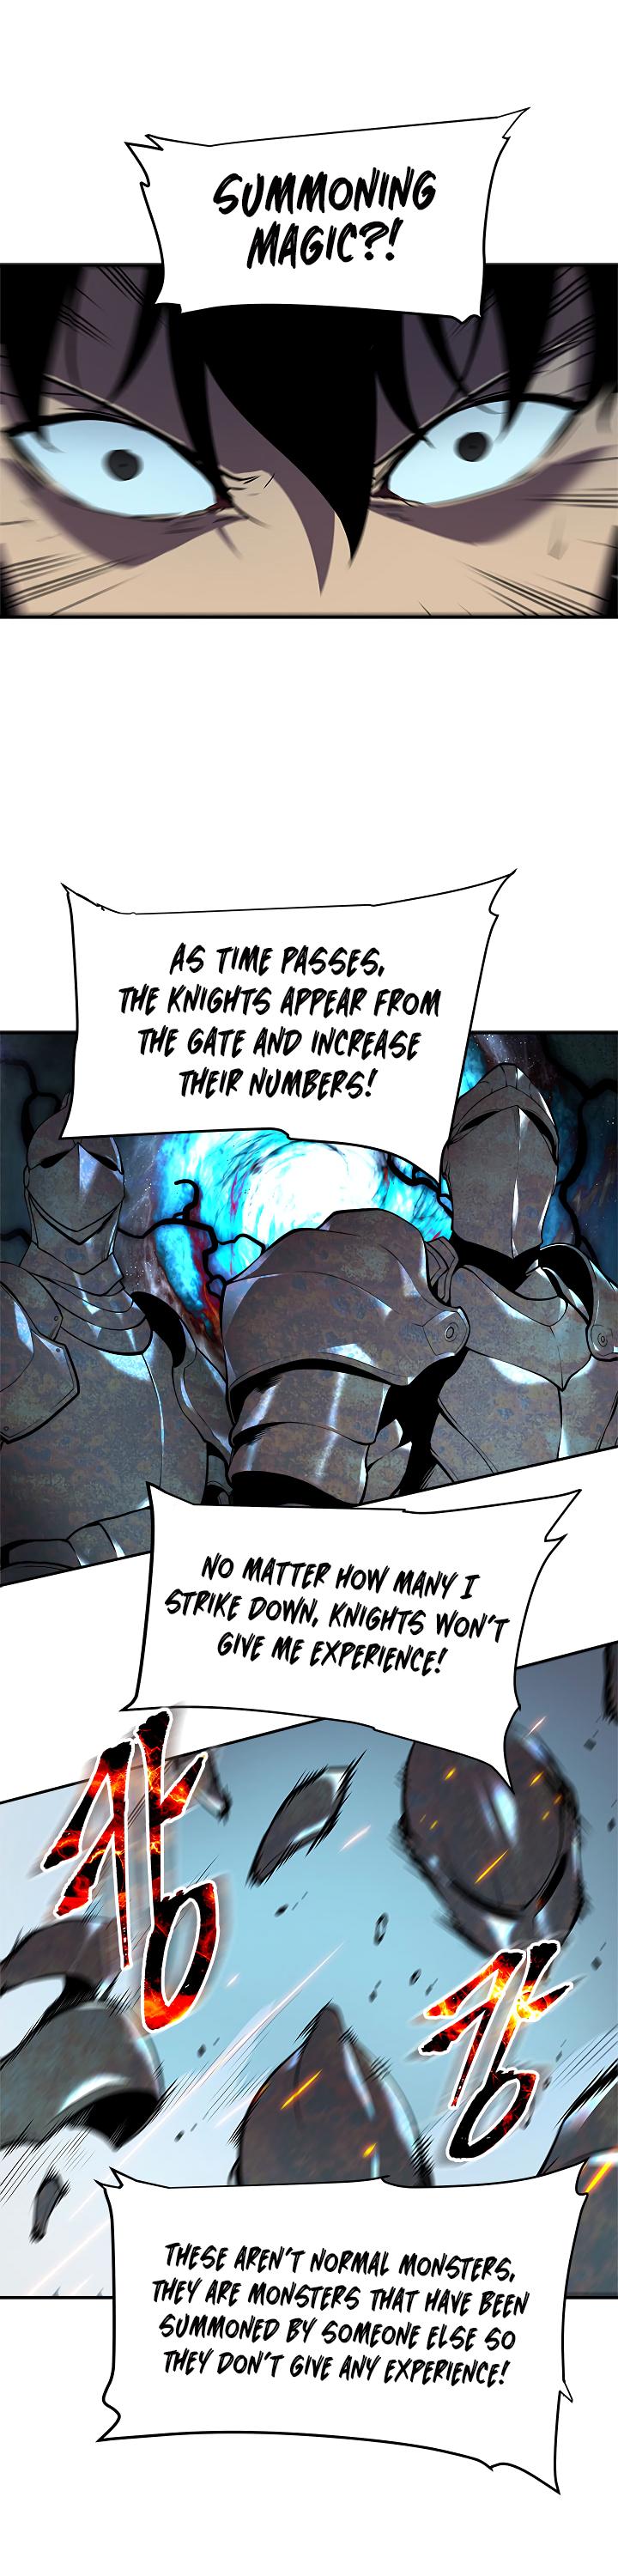 SUMMONING
MAGIC?!
AS TIME PASSES,
THE KNIGHTS APPEAR FROM
THE GATE AND INCREASE
THEIR NUMBERS!
NO MATTER HOW MANY I
STRIKE DOWN, KNIGHTS WON'T
GIVE ME EXPERIENCE!
캉
캉
THESE AREN'T NORMAL MONSTERS,
THEY ARE MONSTERS THAT HAVE BEEN
SUMMONED BY SOMEONE ELSE SO
THEY DON'T GIVE ANY EXPERIENCE!